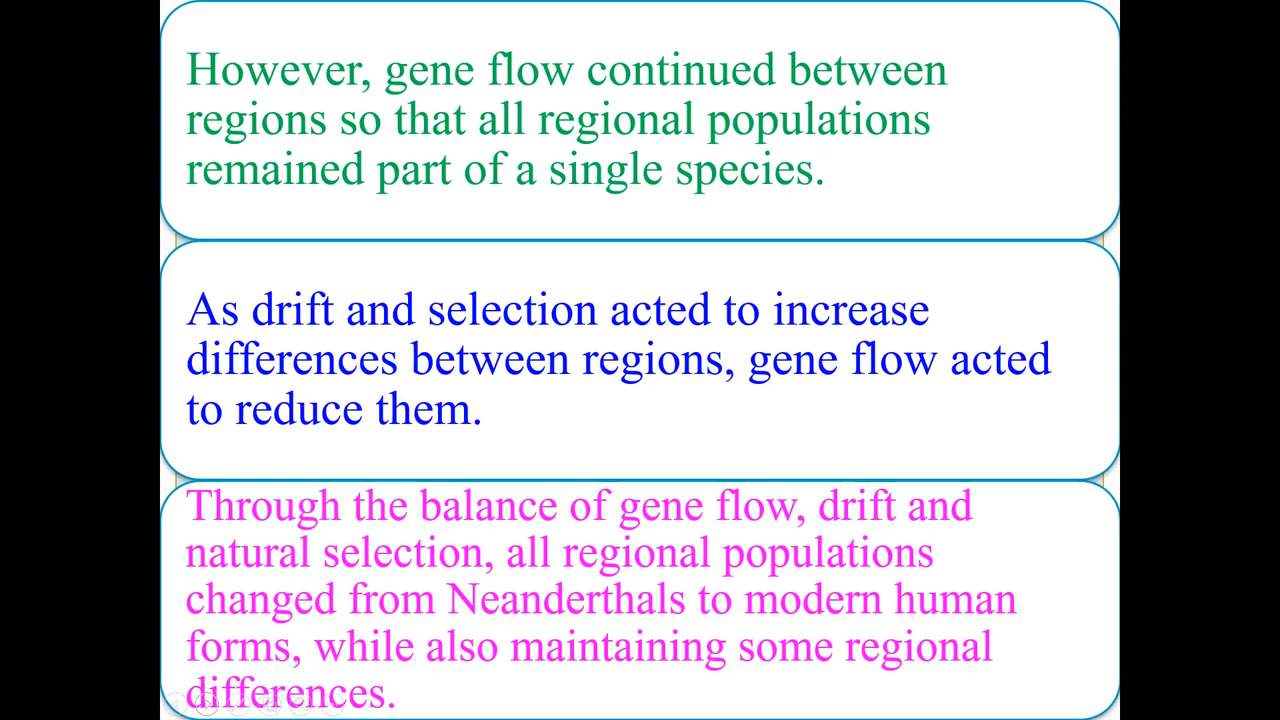 However, gene flow continued between
regions so that all regional populations
remained part of a single species.
As drift and selection acted to increase
differences between regions, gene flow acted
to reduce them.
Through the balance of gene flow, drift and
natural selection, all regional populations
changed from Neanderthals to modern human
forms, while also maintaining some regional
differences.